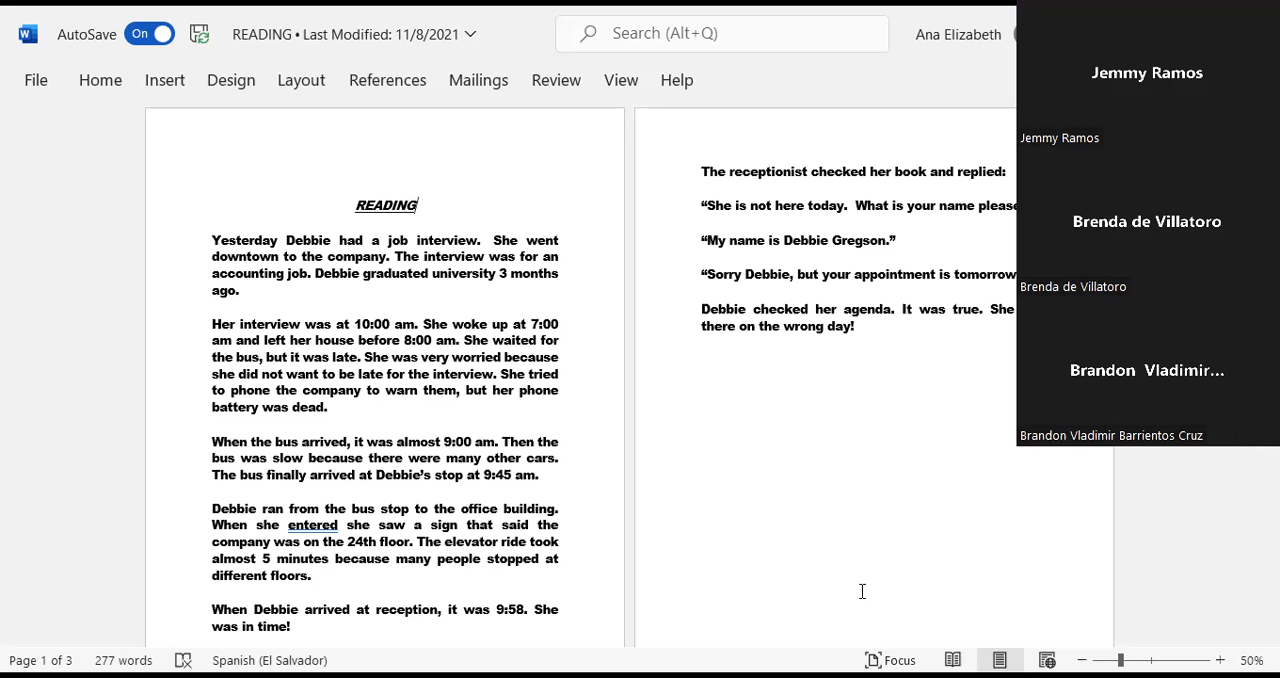 AutoSave On READING • Last Modified: 11/8/2021 Search (Alt+Q) Ana Elizabeth
File Home Insert Design Layout References Mailings Review View Help
READING
Yesterday Debbie had a job interview. She went
downtown to the company. The interview was for an
accounting job. Debbie graduated university 3 months
ago.
Her interview was at 10:00 am. She woke up at 7:00
am and left her house before 8:00 am. She waited for
the bus, but it was late. She was very worried because
she did not want to be late for the interview. She tried
to phone the company to warn them, but her phone
battery was dead.
When the bus arrived, it was almost 9:00 am. Then the
bus was slow because there were many other cars.
The bus finally arrived at Debbie’s stop at 9:45 am.
Debbie ran from the bus stop to the office building.
When she entered she saw a sign that said the
company was on the 24th floor. The elevator ride took
almost 5 minutes because many people stopped at
different floors.
When Debbie arrived at reception, it was 9:58. She
was in time!
The receptionist checked her book and replied:
“She is not here today. What is your name please
“My name is Debbie Gregson.”
“Sorry Debbie, but your appointment is tomorrow
Debbie checked her agenda. It was true. She
there on the wrong day!
Jemmy Ramos
Jemmy Ramos
Brenda de Villatoro
Brenda de Villatoro
Brandon Vladimir...
Brandon Vladimir Barrientos Cruz
Page 1 of 3 277 words Spanish (El Salvador) Focus 50%